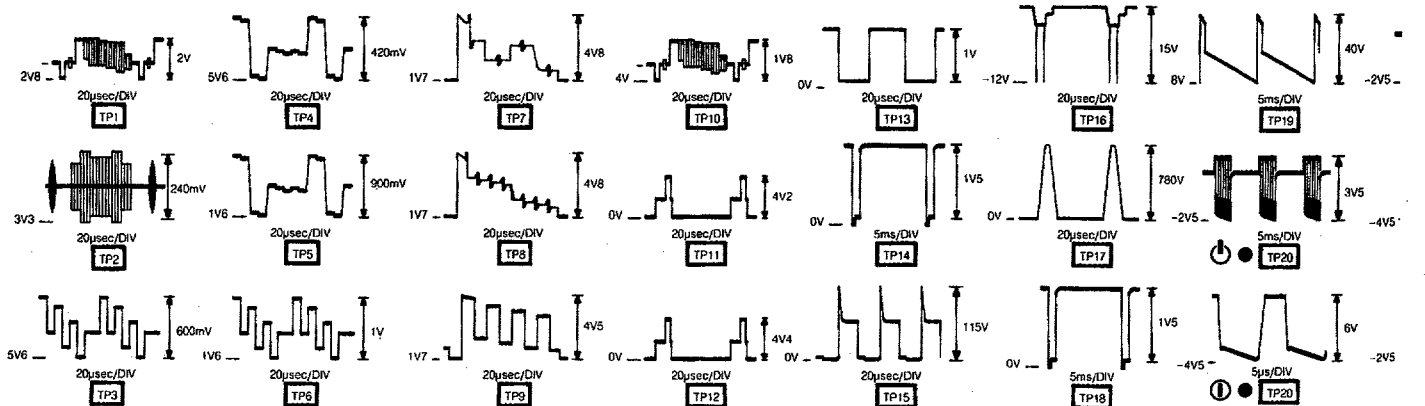 2V8 2V
20µsec/DIV
TP1
5V6 420mV
20µsec/DIV
TP4
1V7 4V8
20µsec/DIV
TP7
4V 1V8
20µsec/DIV
TP10
0V 1V
20µsec/DIV
TP13
-12V 15V
20µsec/DIV
TP16
8V 40V
5ms/DIV
TP19
-2V5
3V3 240mV
20µsec/DIV
TP2
1V6 900mV
20µsec/DIV
TP5
1V7 4V8
20µsec/DIV
TP8
0V 4V2
20µsec/DIV
TP11
0V 1V5
5ms/DIV
TP14
0V 780V
20µsec/DIV
TP17
-2V5 3V5
5ms/DIV
TP20
-4V5
5V6 600mV
20µsec/DIV
TP3
1V6 1V
20µsec/DIV
TP6
1V7 4V5
20µsec/DIV
TP9
0V 4V4
20µsec/DIV
TP12
0V 115V
20µsec/DIV
TP15
0V 1V5
5ms/DIV
TP18
-4V5 6V
5µs/DIV
TP20
-2V5